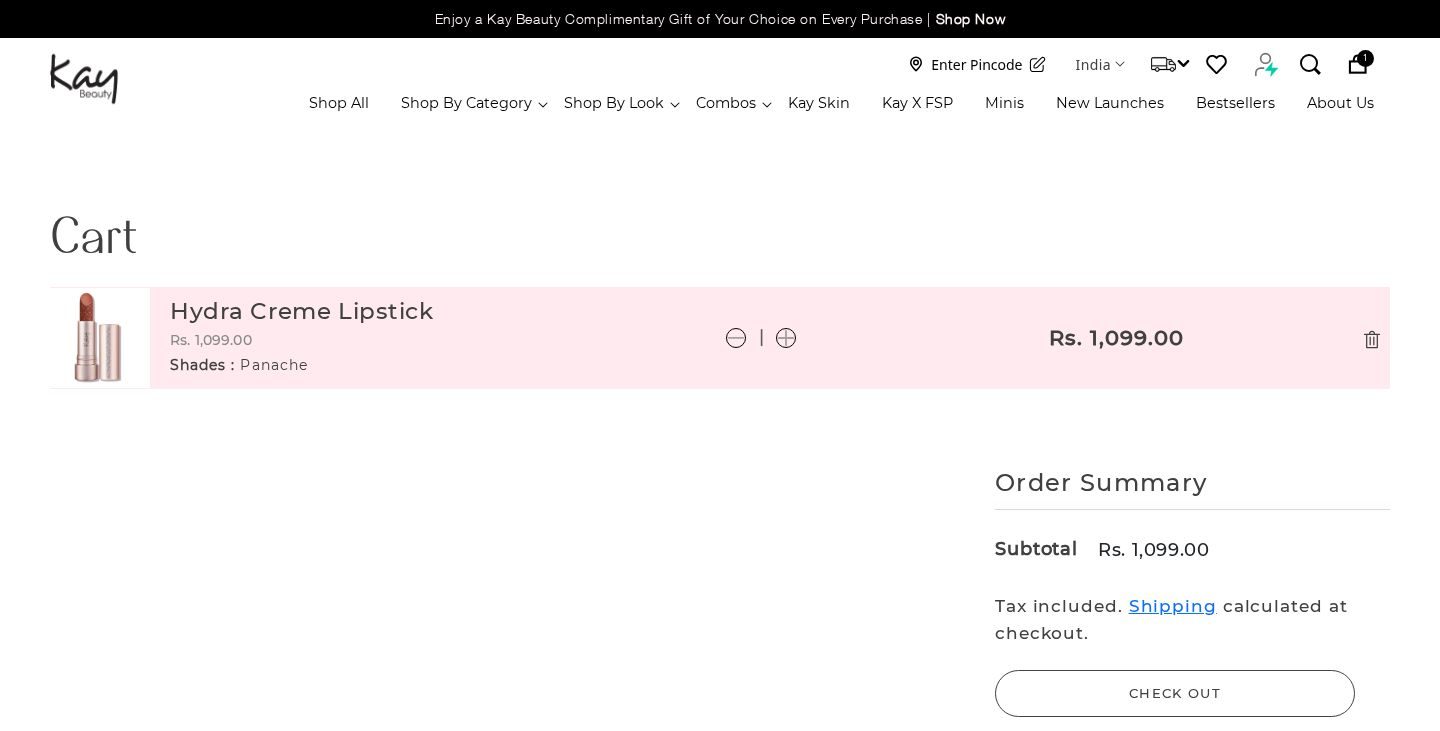 Enjoy a Kay Beauty Complimentary Gift of Your Choice on Every Purchase | Shop Now
Kay
Beauty
Enter Pincode
India
1
Shop All
Shop By Category
Shop By Look
Combos
Kay Skin
Kay X FSP
Minis
New Launches
Bestsellers
About Us
Cart
Hydra Creme Lipstick
Rs. 1,099.00
Shades : Panache
Rs. 1,099.00
Order Summary
Subtotal Rs. 1,099.00
Tax included. Shipping calculated at
checkout.
CHECK OUT